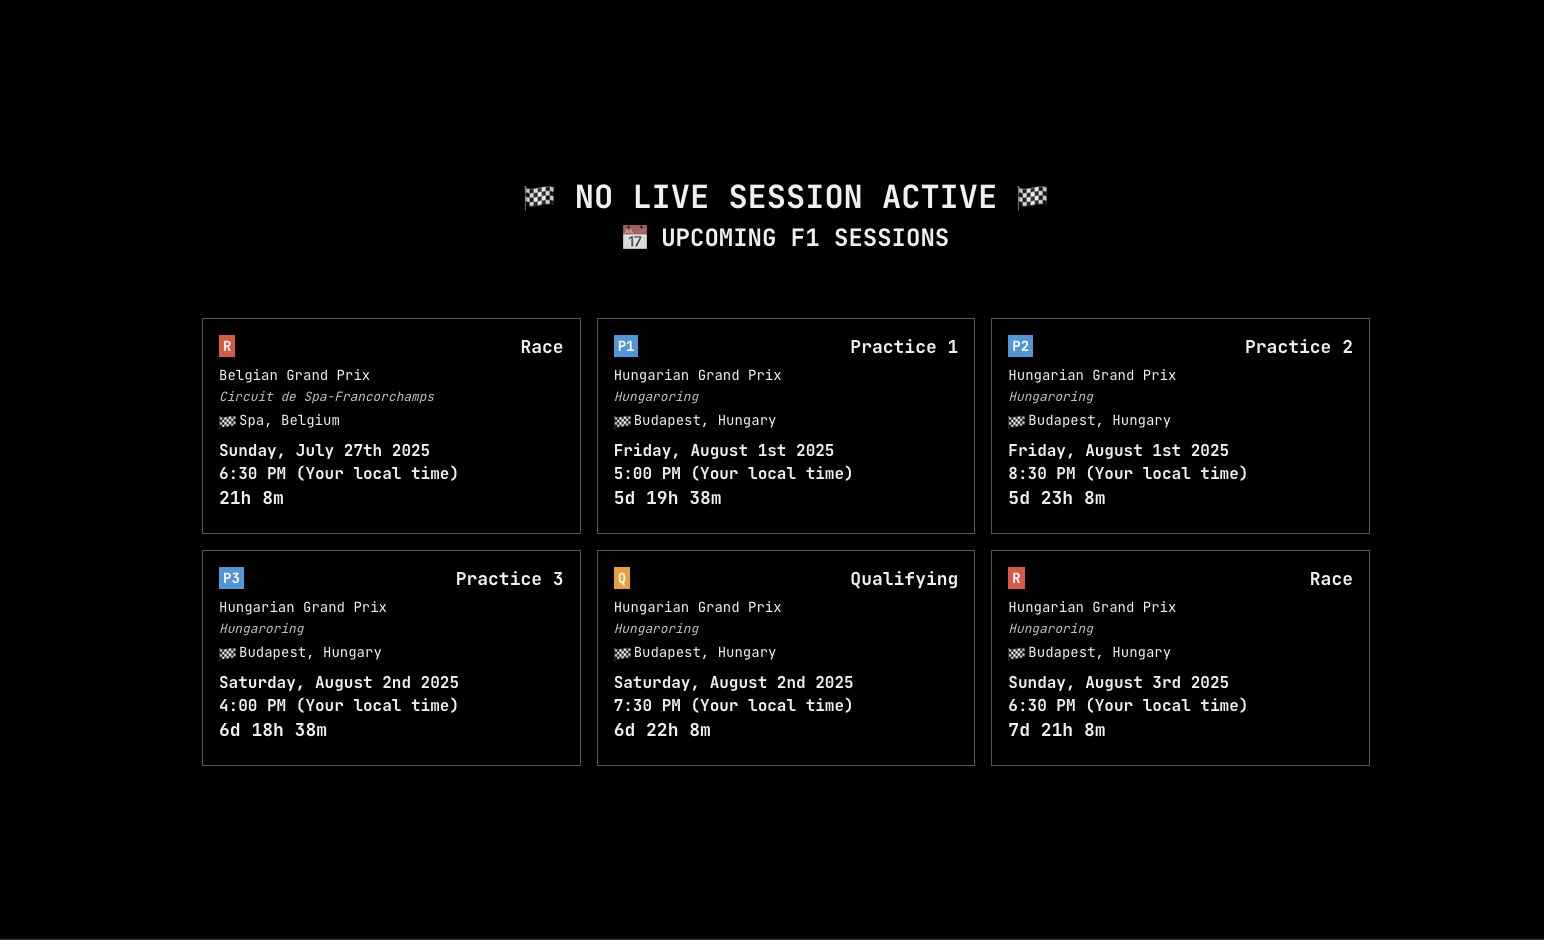 NO LIVE SESSION ACTIVE
17 UPCOMING F1 SESSIONS
R Race
Belgian Grand Prix
Circuit de Spa-Francorchamps
Spa, Belgium
Sunday, July 27th 2025
6:30 PM (Your local time)
21h 8m
P1 Practice 1
Hungarian Grand Prix
Hungaroring
Budapest, Hungary
Friday, August 1st 2025
5:00 PM (Your local time)
5d 19h 38m
P2 Practice 2
Hungarian Grand Prix
Hungaroring
Budapest, Hungary
Friday, August 1st 2025
8:30 PM (Your local time)
5d 23h 8m
P3 Practice 3
Hungarian Grand Prix
Hungaroring
Budapest, Hungary
Saturday, August 2nd 2025
4:00 PM (Your local time)
6d 18h 38m
Q Qualifying
Hungarian Grand Prix
Hungaroring
Budapest, Hungary
Saturday, August 2nd 2025
7:30 PM (Your local time)
6d 22h 8m
R Race
Hungarian Grand Prix
Hungaroring
Budapest, Hungary
Sunday, August 3rd 2025
6:30 PM (Your local time)
7d 21h 8m